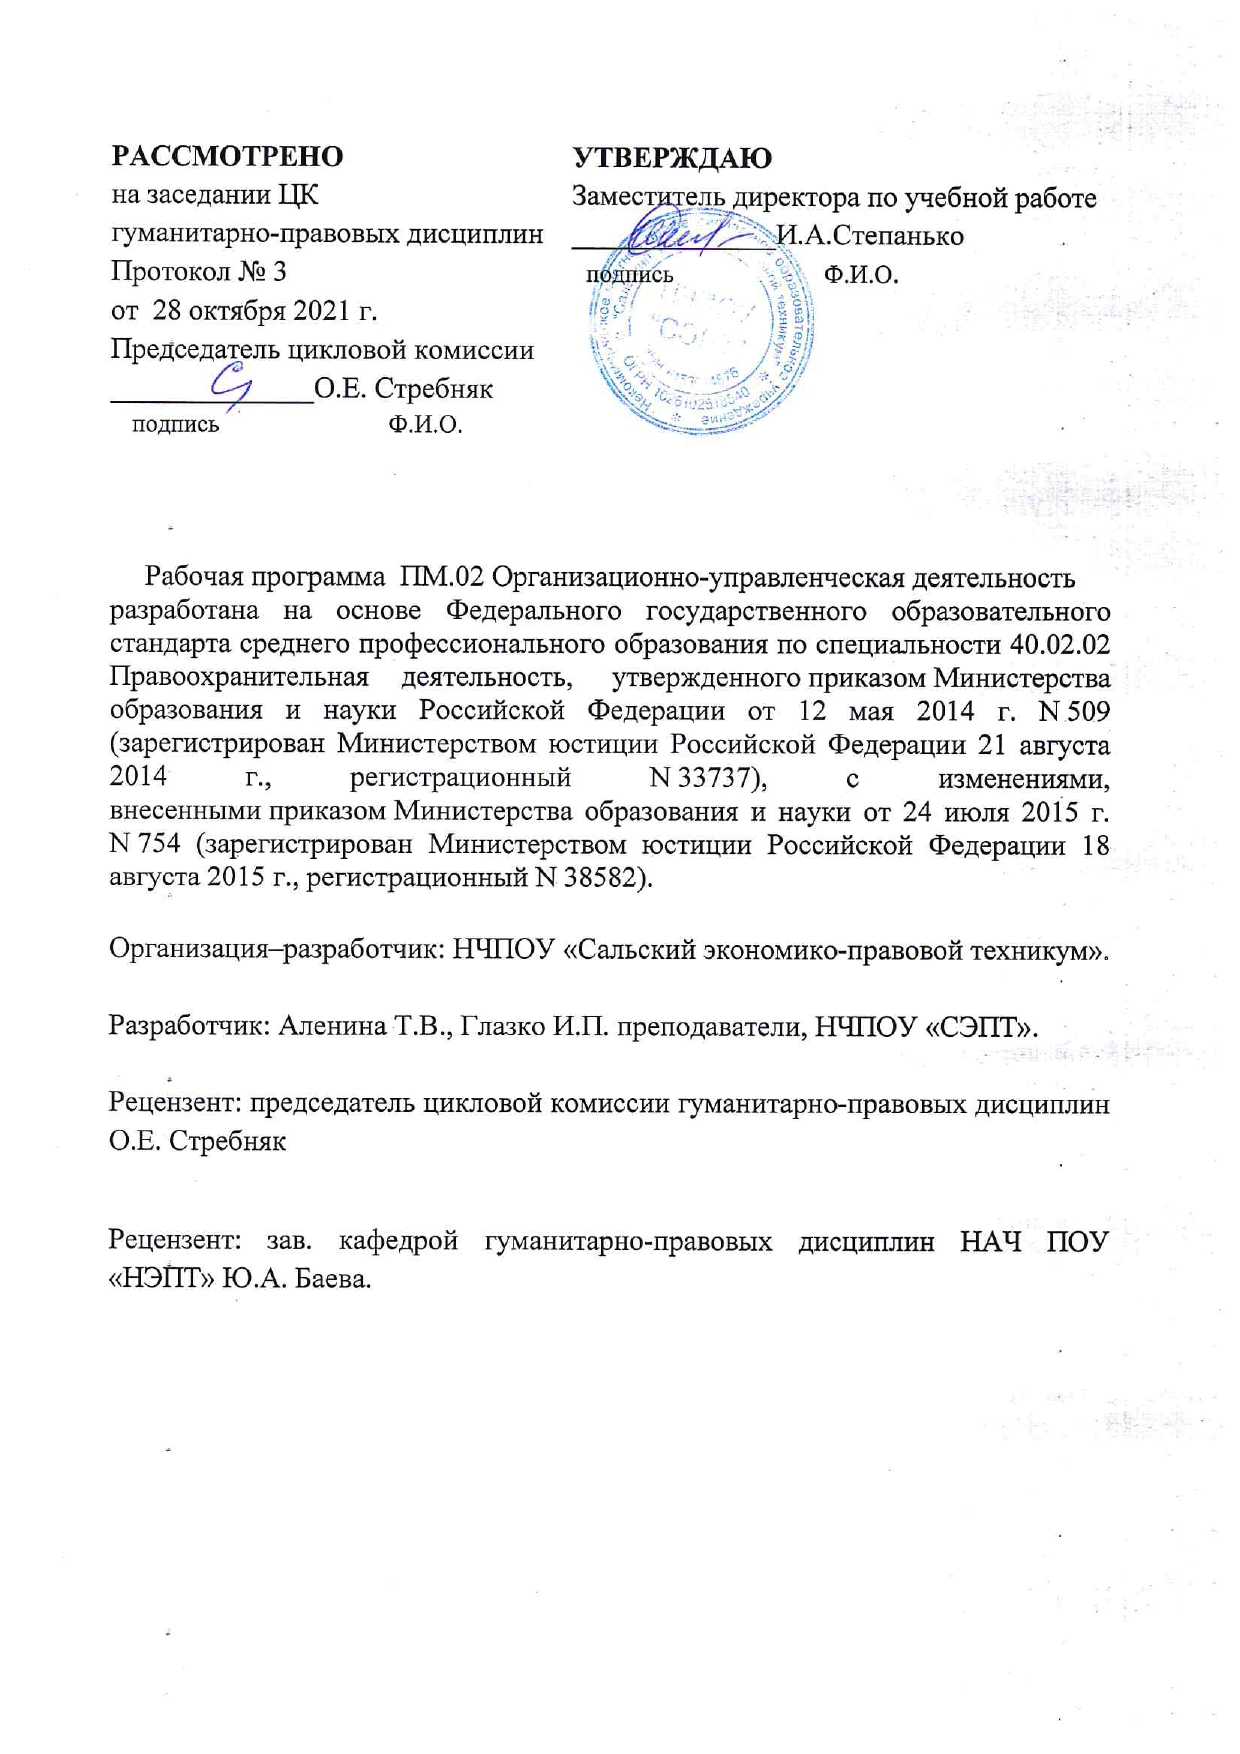 РАССМОТРЕНО
на заседании ЦК
гуманитарно-правовых дисциплин
Протокол № 3
от 28 октября 2021 г.
Председатель цикловой комиссии
______________О.Е. Стребняк
подпись Ф.И.О.
УТВЕРЖДАЮ
Заместитель директора по учебной работе
______________И.А.Степанько
подпись Ф.И.О.
образовательное учреждение
Рабочая программа ПМ.02 Организационно-управленческая деятельность
разработана на основе Федерального государственного образовательного
стандарта среднего профессионального образования по специальности 40.02.02
Правоохранительная деятельность, утвержденного приказом Министерства
образования и науки Российской Федерации от 12 мая 2014 г. N 509
(зарегистрирован Министерством юстиции Российской Федерации 21 августа
2014 г., регистрационный N 33737), с изменениями,
внесенными приказом Министерства образования и науки от 24 июля 2015 г.
N 754 (зарегистрирован Министерством юстиции Российской Федерации 18
августа 2015 г., регистрационный N 38582).
Организация–разработчик: НЧПОУ «Сальский экономико-правовой техникум».
Разработчик: Аленина Т.В., Глазко И.П. преподаватели, НЧПОУ «СЭПТ».
Рецензент: председатель цикловой комиссии гуманитарно-правовых дисциплин
О.Е. Стребняк
Рецензент: зав. кафедрой гуманитарно-правовых дисциплин НАЧ ПОУ
«НЭПТ» Ю.А. Баева.